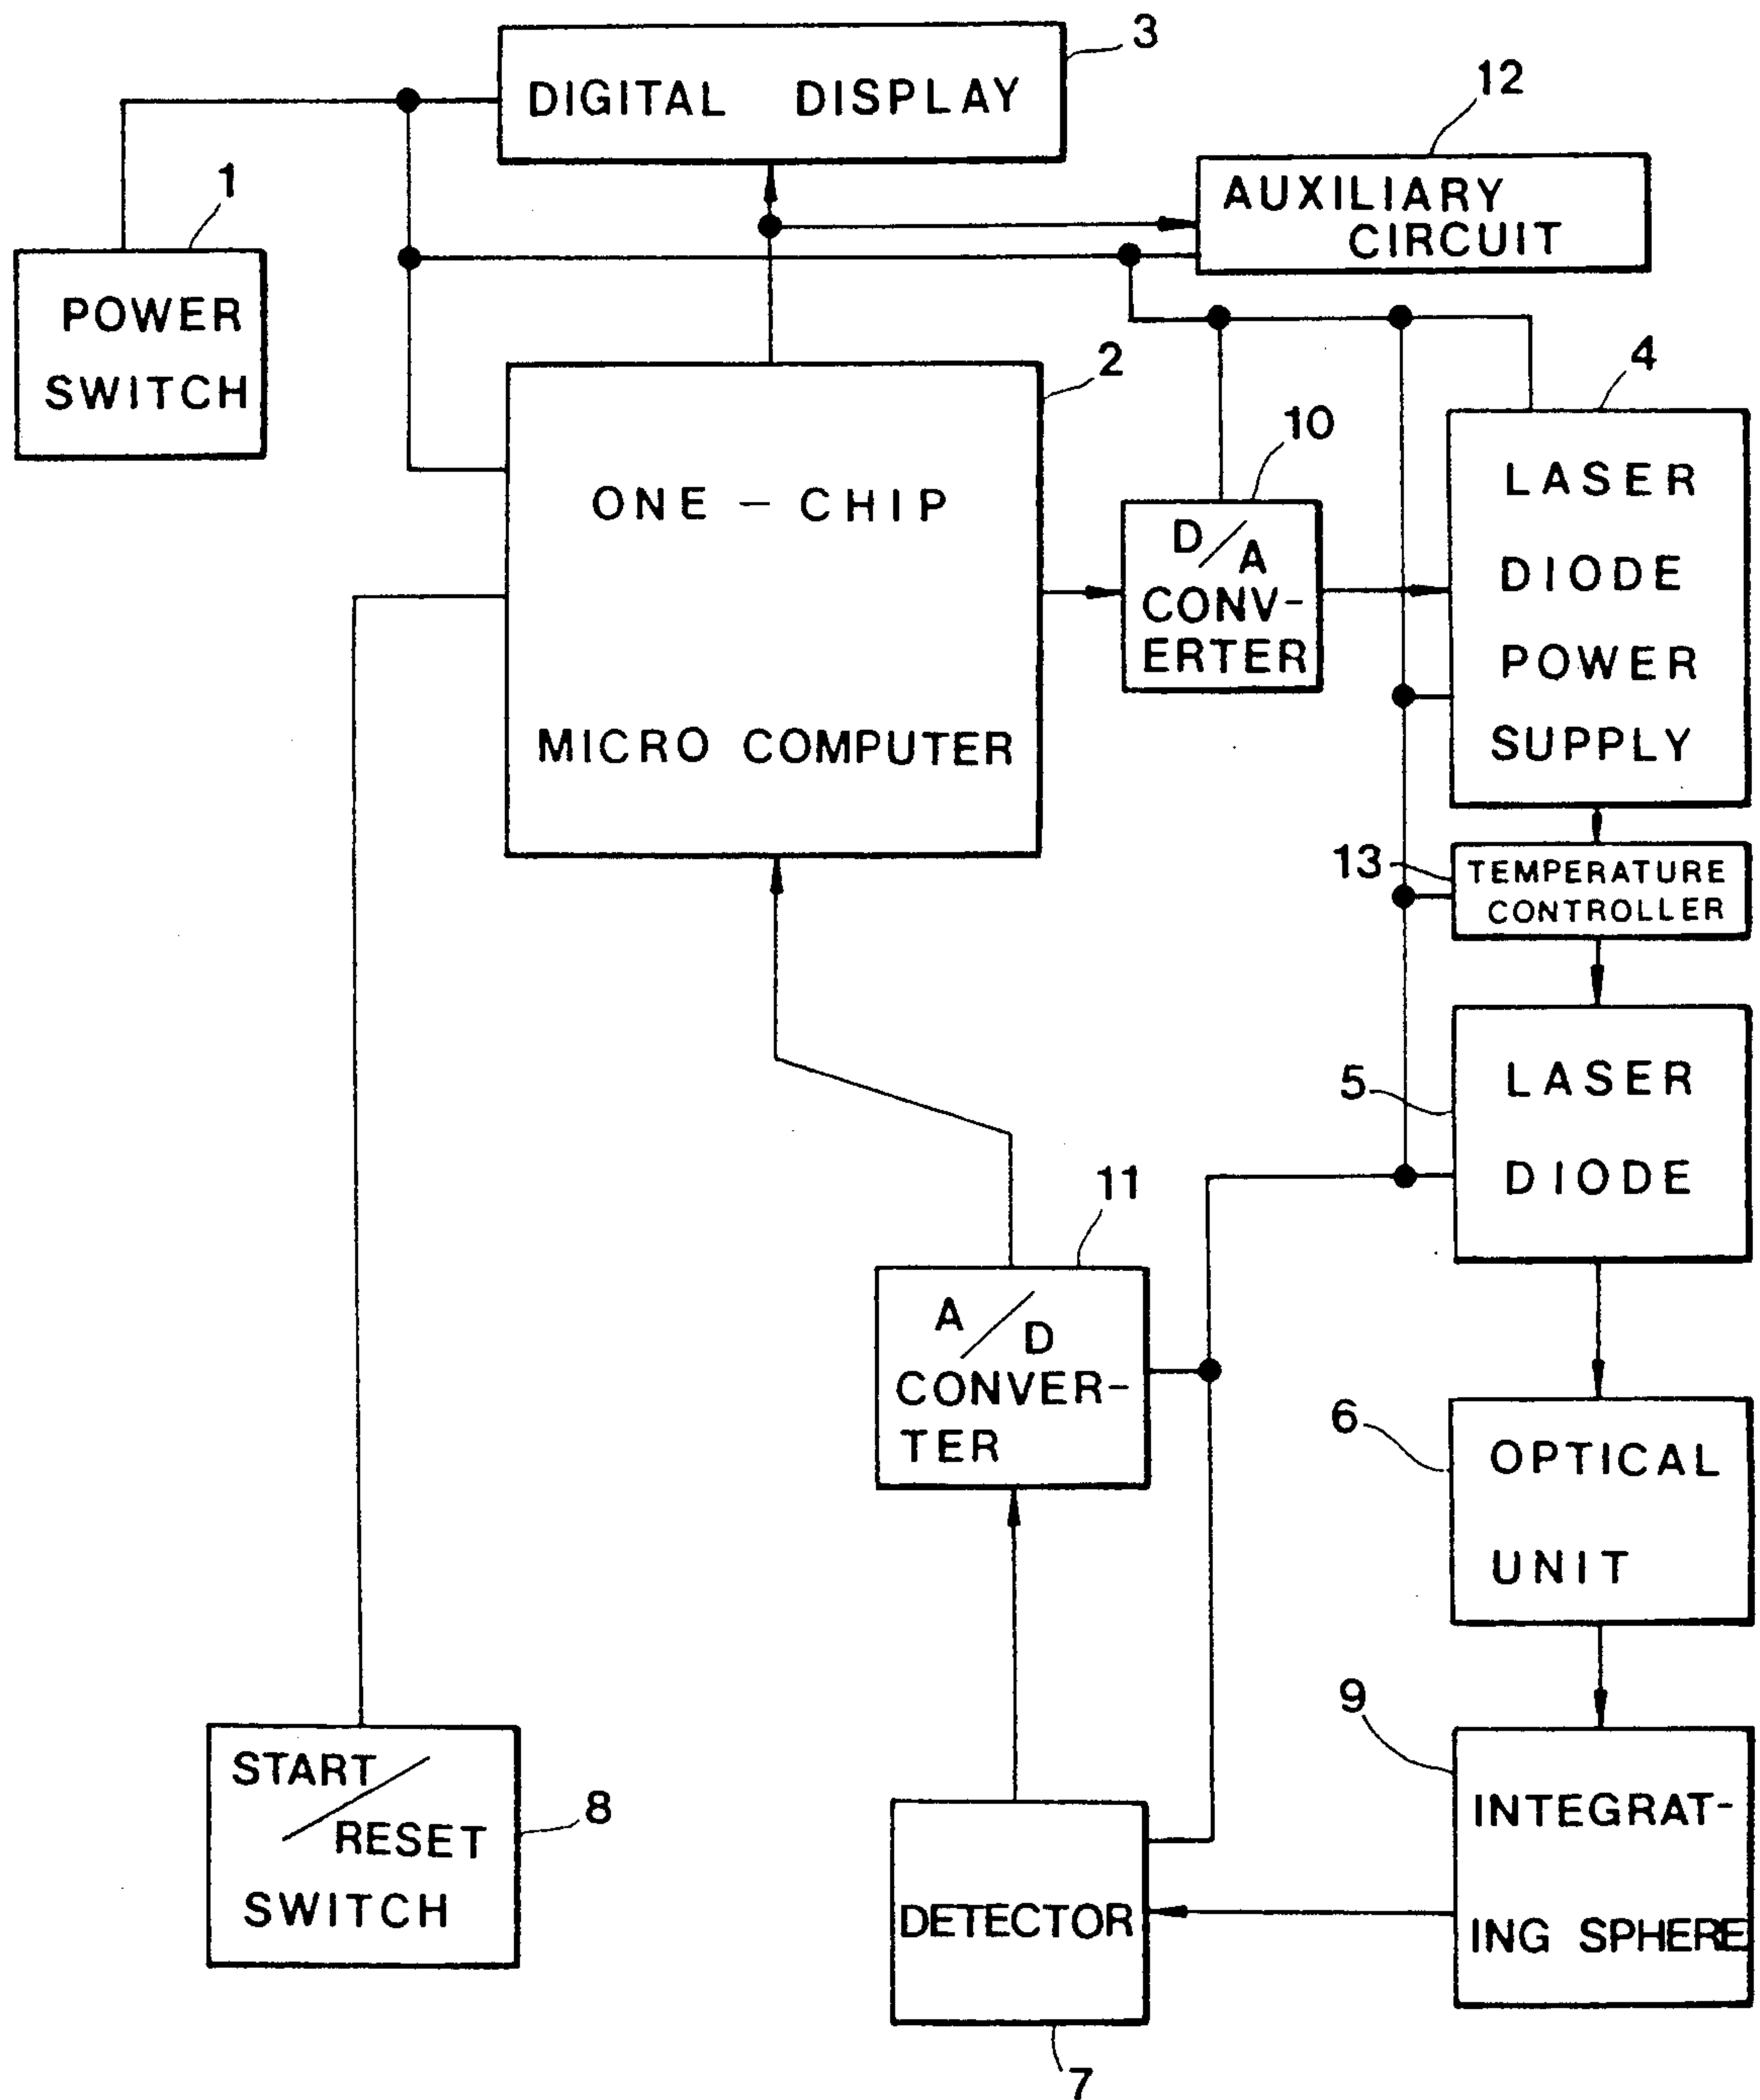 3
DIGITAL DISPLAY
12
AUXILIARY
CIRCUIT
1
POWER
SWITCH
2
ONE - CHIP
MICRO COMPUTER
10
D/A
CONV-
ERTER
4
LASER
DIODE
POWER
SUPPLY
13
TEMPERATURE
CONTROLLER
5
LASER
DIODE
11
A/D
CONVER-
TER
6
OPTICAL
UNIT
START/
RESET
SWITCH
8
DETECTOR
7
9
INTEGRAT-
ING SPHERE